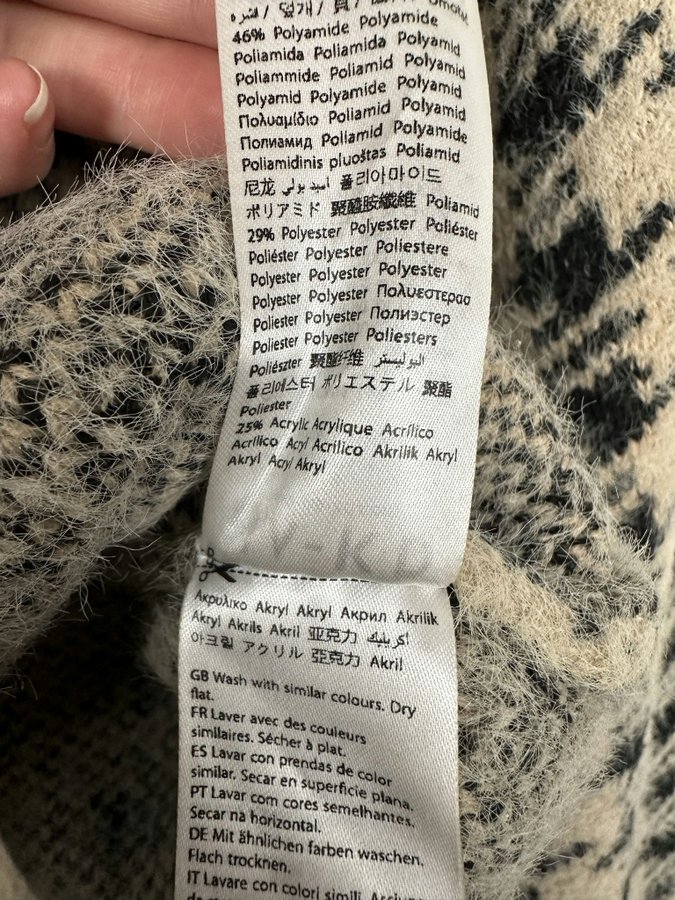 46% Polyamide Polyamide
Poliamida Poliamida Polyamid
Poliammide Poliamid Polyamid
Polyamid Polyamide Polyamid
Πολυαμίδιο Poliamid Polyamid
Полиамид Poliamid Polyamide
Poliamidinis pluoštas Poliamid
尼龙 اسيد بولي 폴리아마이드
ポリアミド 聚醯胺纖維 Poliamid
29% Polyester Polyester Poliéster
Poliéster Polyester Poliestere
Polyester Polyester Polyester
Polyester Polyester Πολυεστερασ
Poliester Polyester Полиэстер
Poliester Polyester Poliesters
Poliészter 聚酯纤维 البوليستر
폴리에스터 ポリエステル 聚酯
Poliester
25% Acrylic Acrylique Acrílico
Acrílico Acryl Acrilico Akrilik Akryl
Akryl Acryl Akryl
Ακρυλικο Akryl Akryl Акрил Akrilik
Akryl Akrils Akril 亚克力 اكريليك
아크릴 アクリル 亞克力 Akril
GB Wash with similar colours. Dry
flat.
FR Laver avec des couleurs
similaires. Sécher à plat.
ES Lavar con prendas de color
similar. Secar en superficie plana.
PT Lavar com cores semelhantes.
Secar na horizontal.
DE Mit ähnlichen farben waschen.
Flach trocknen.
IT Lavare con colori simili.